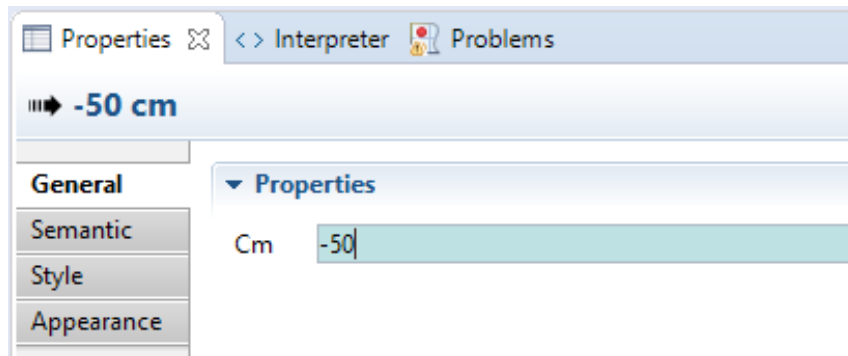 Properties <> Interpreter Problems
-50 cm
General Properties
Semantic
Cm -50
Style
Appearance